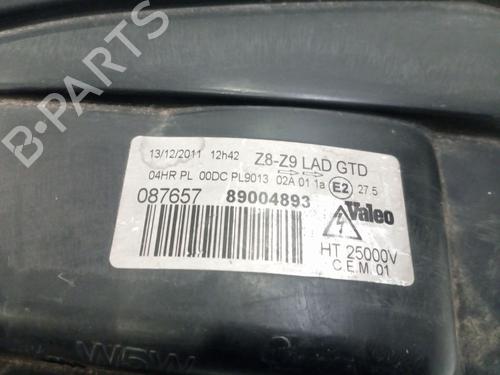 B-PARTS
13/12/2011 12h42 Z8-Z9 LAD GTD
04HR PL 00DC PL9013 02A 01 1a E2 27.5
087657 89004893 Valeo
HT 25000V
C.E.M. 01
W5W